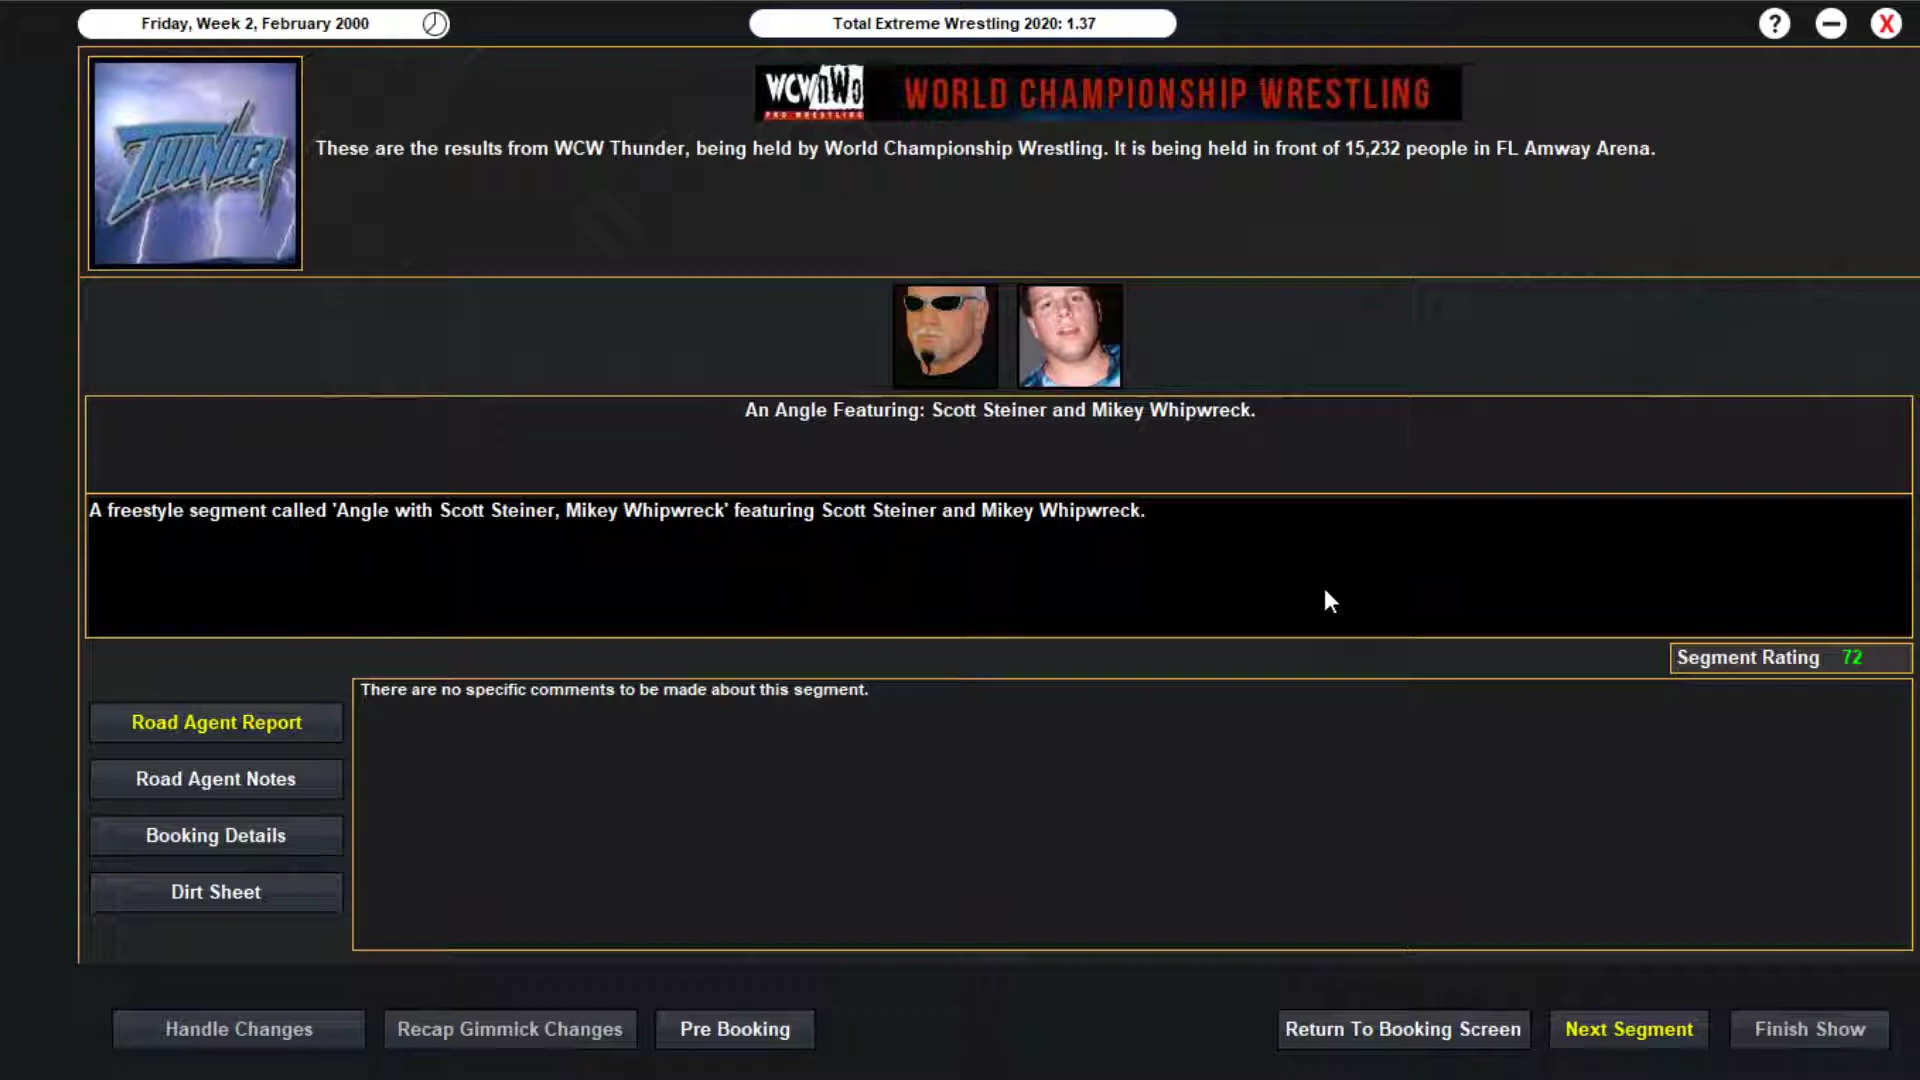 Friday, Week 2, February 2000
Total Extreme Wrestling 2020: 1.37
?
X
THUNDER
WCW nWo
PRO WRESTLING
WORLD CHAMPIONSHIP WRESTLING
These are the results from WCW Thunder, being held by World Championship Wrestling. It is being held in front of 15,232 people in FL Amway Arena.
An Angle Featuring: Scott Steiner and Mikey Whipwreck.
A freestyle segment called 'Angle with Scott Steiner, Mikey Whipwreck' featuring Scott Steiner and Mikey Whipwreck.
Segment Rating 72
There are no specific comments to be made about this segment.
Road Agent Report
Road Agent Notes
Booking Details
Dirt Sheet
Handle Changes
Recap Gimmick Changes
Pre Booking
Return To Booking Screen
Next Segment
Finish Show